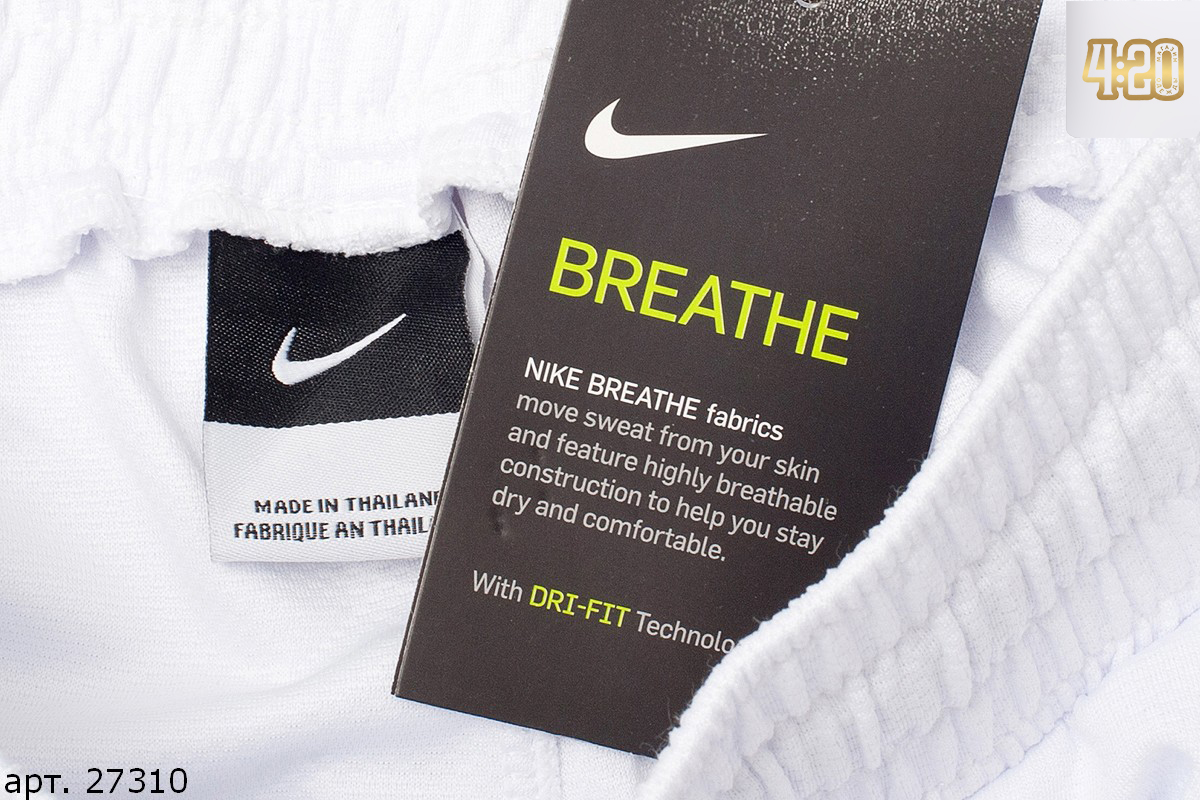 4:20
BREATHE
NIKE BREATHE fabrics
move sweat from your skin
and feature highly breathable
construction to help you stay
dry and comfortable.
With DRI-FIT Technolo
MADE IN THAILAN
FABRIQUE AN THAIL
арт. 27310